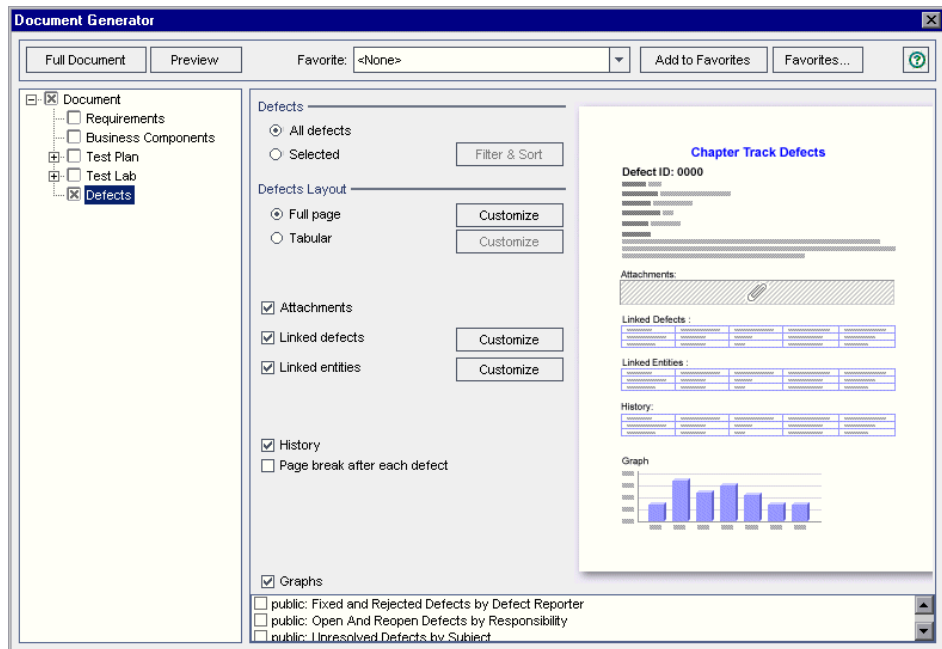 Document Generator
Full Document Preview Favorite: <None> Add to Favorites Favorites...
Document
Requirements
Business Components
Test Plan
Test Lab
Defects
Defects
All defects
Selected Filter & Sort
Defects Layout
Full page Customize
Tabular Customize
Attachments
Linked defects Customize
Linked entities Customize
History
Page break after each defect
Graphs
public: Fixed and Rejected Defects by Defect Reporter
public: Open And Reopen Defects by Responsibility
public: Unresolved Defects by Subject
Chapter Track Defects
Defect ID: 0000
Attachments:
Linked Defects :
Linked Entities :
History:
Graph